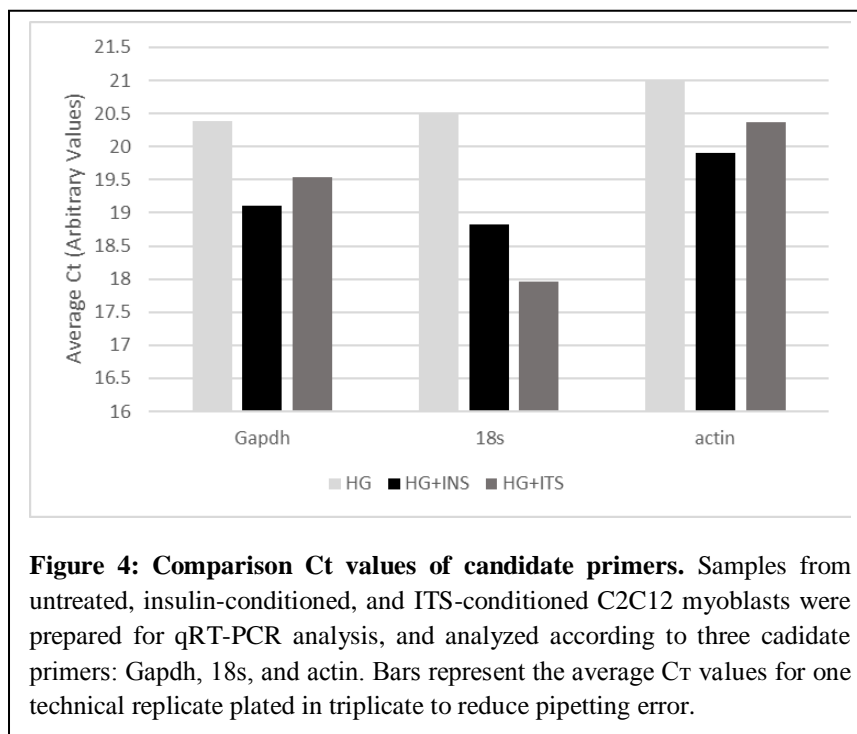 21.5
21
20.5
20
19.5
19
18.5
18
17.5
17
16.5
16
Average Ct (Arbitrary Values)
Gapdh 18s actin
HG HG+INS HG+ITS
Figure 4: Comparison Ct values of candidate primers. Samples from
untreated, insulin-conditioned, and ITS-conditioned C2C12 myoblasts were
prepared for qRT-PCR analysis, and analyzed according to three cadidate
primers: Gapdh, 18s, and actin. Bars represent the average CT values for one
technical replicate plated in triplicate to reduce pipetting error.